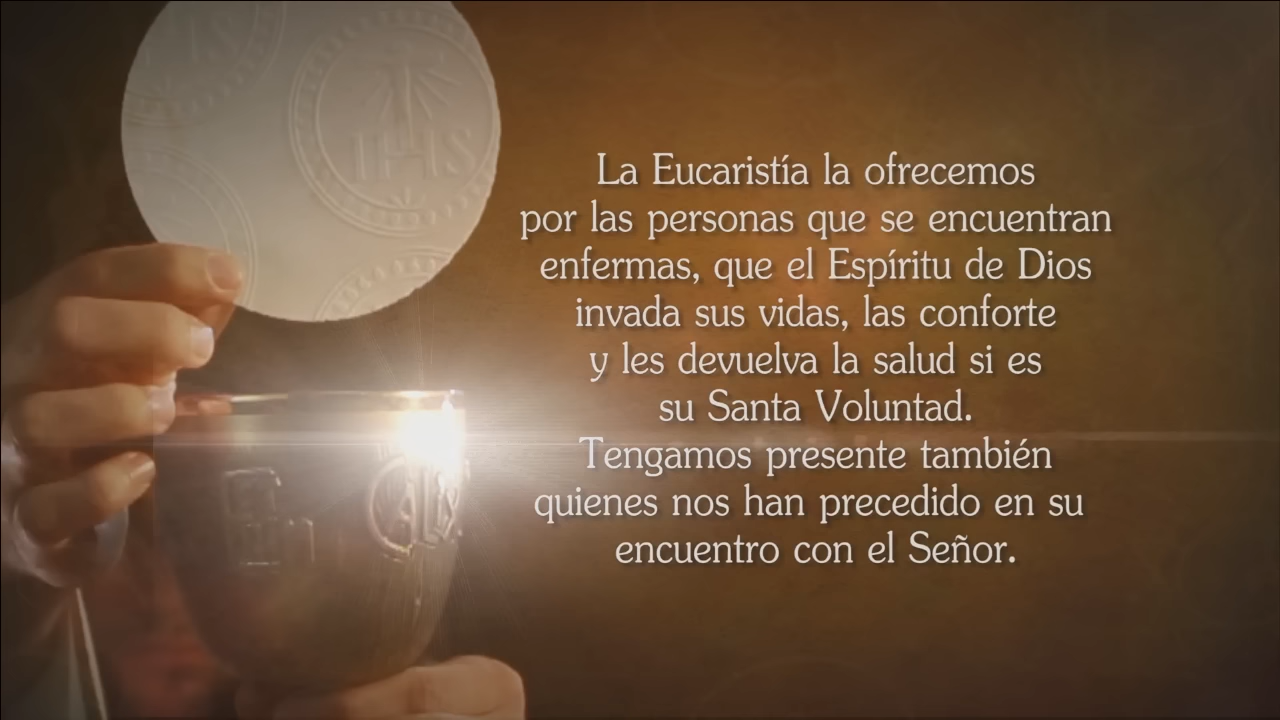 IHS
La Eucaristía la ofrecemos
por las personas que se encuentran
enfermas, que el Espíritu de Dios
invada sus vidas, las conforte
y les devuelva la salud si es
su Santa Voluntad.
Tengamos presente también
quienes nos han precedido en su
encuentro con el Señor.